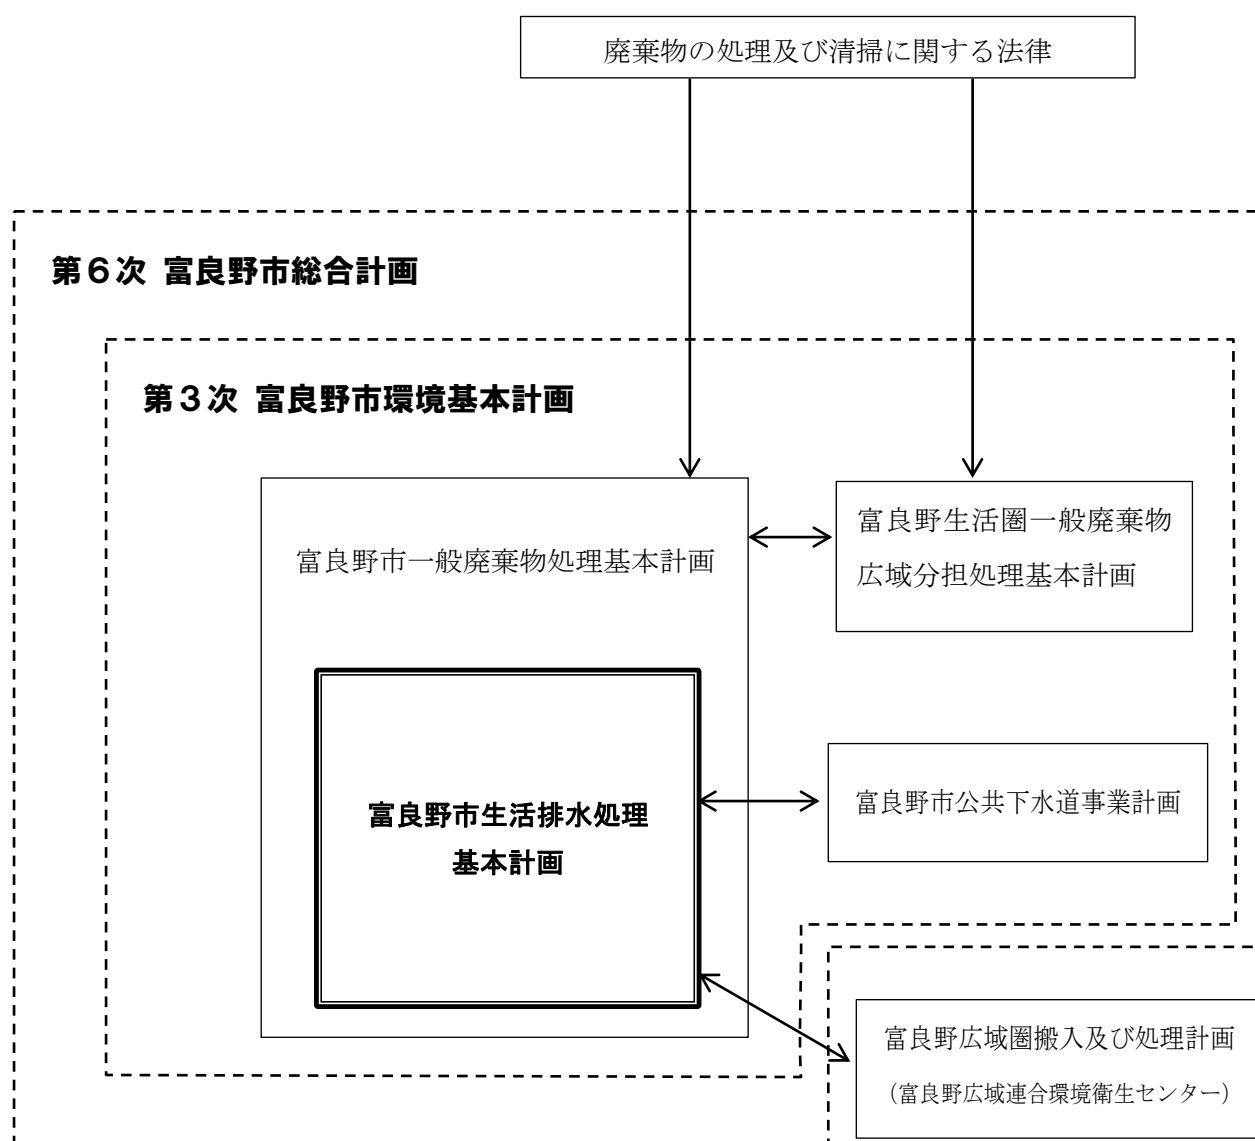 廃棄物の処理及び清掃に関する法律
第６次 富良野市総合計画
第３次 富良野市環境基本計画
富良野市一般廃棄物処理基本計画
富良野生活圏一般廃棄物
広域分担処理基本計画
富良野市生活排水処理
基本計画
富良野市公共下水道事業計画
富良野広域圏搬入及び処理計画
（富良野広域連合環境衛生センター）